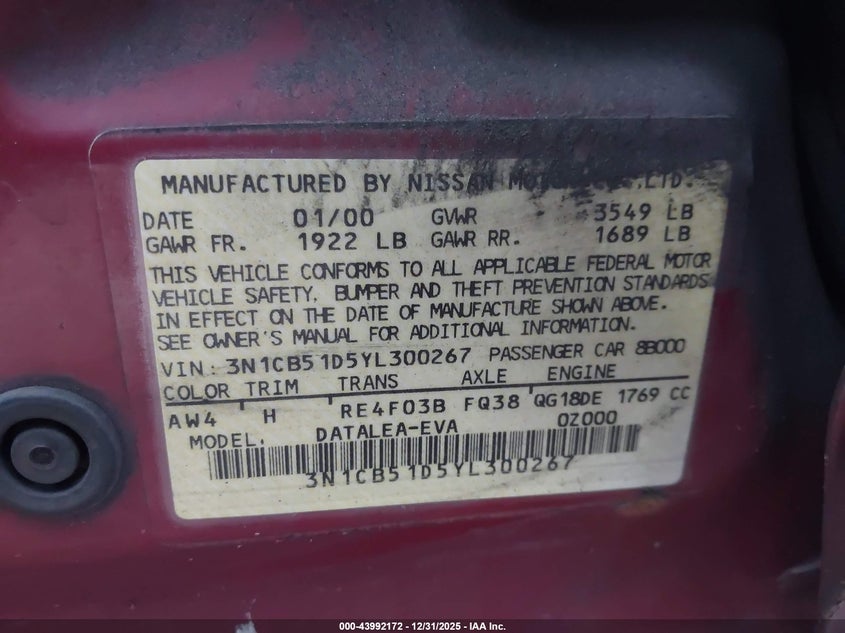 MANUFACTURED BY NISSAN LTD.
DATE 01/00 GVWR 3549 LB
GAWR FR. 1922 LB GAWR RR. 1689 LB
THIS VEHICLE CONFORMS TO ALL APPLICABLE FEDERAL MOTOR
VEHICLE SAFETY, BUMPER AND THEFT PREVENTION STANDARDS
IN EFFECT ON THE DATE OF MANUFACTURE SHOWN ABOVE.
SEE OWNER'S MANUAL FOR ADDITIONAL INFORMATION.
VIN: 3N1CB51D5YL300267 PASSENGER CAR 8B000
COLOR TRIM TRANS AXLE ENGINE
AW4 H RE4F03B FQ38 QG18DE 1769 CC
MODEL. DATALEA-EVA 0Z000
3N1CB51D5YL300267
000-43992172 - 12/31/2025 - IAA Inc.